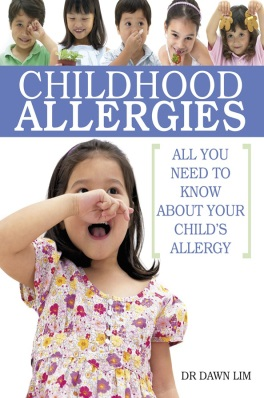 CHILDHOOD
ALLERGIES
ALL YOU
NEED TO
KNOW
ABOUT YOUR
CHILD'S
ALLERGY
DR DAWN LIM